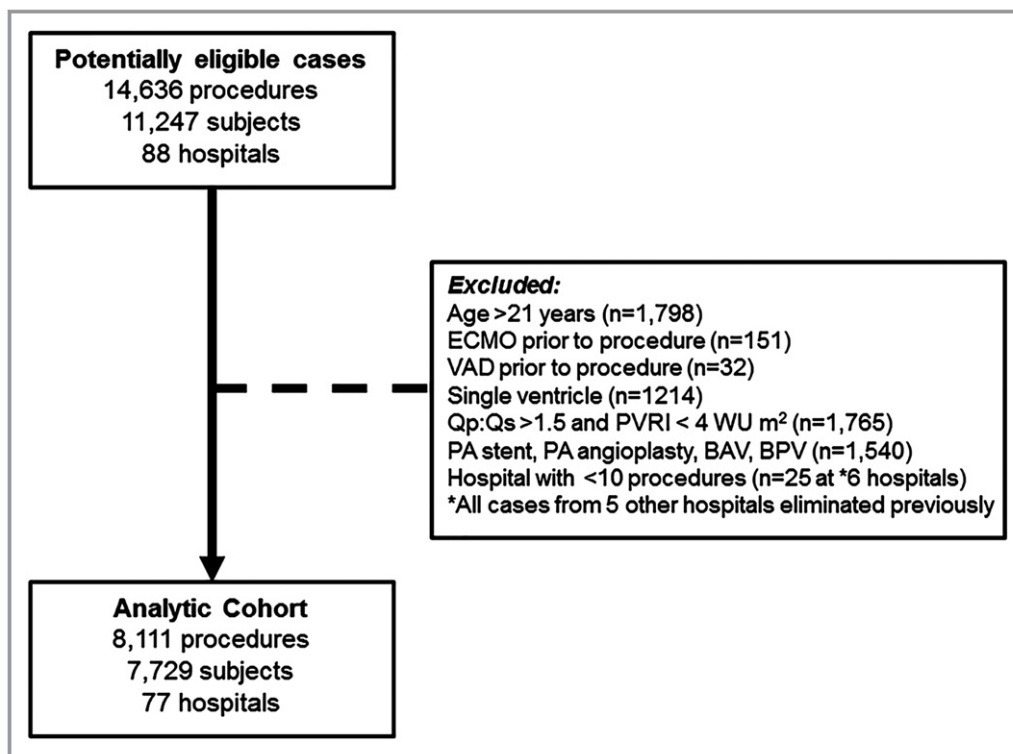 Potentially eligible cases
14,636 procedures
11,247 subjects
88 hospitals
Excluded:
Age >21 years (n=1,798)
ECMO prior to procedure (n=151)
VAD prior to procedure (n=32)
Single ventricle (n=1214)
Qp:Qs >1.5 and PVRI < 4 WU m² (n=1,765)
PA stent, PA angioplasty, BAV, BPV (n=1,540)
Hospital with <10 procedures (n=25 at *6 hospitals)
*All cases from 5 other hospitals eliminated previously
Analytic Cohort
8,111 procedures
7,729 subjects
77 hospitals